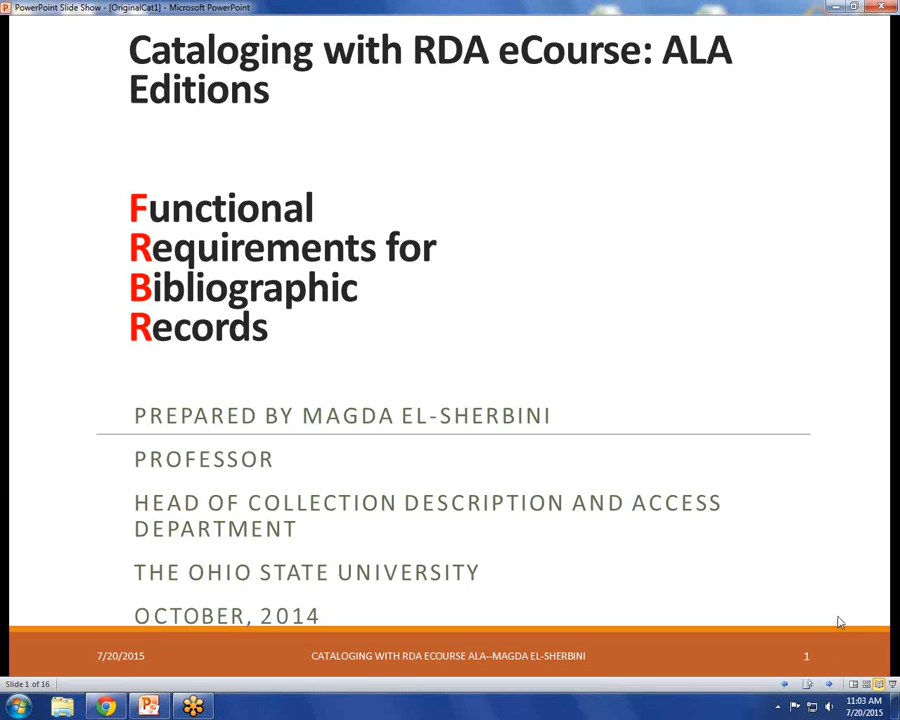 PowerPoint Slide Show - [OriginalCat1] - Microsoft PowerPoint
Cataloging with RDA eCourse: ALA
Editions
Functional
Requirements for
Bibliographic
Records
PREPARED BY MAGDA EL-SHERBINI
PROFESSOR
HEAD OF COLLECTION DESCRIPTION AND ACCESS
DEPARTMENT
THE OHIO STATE UNIVERSITY
OCTOBER, 2014
7/20/2015 CATALOGING WITH RDA ECOURSE ALA--MAGDA EL-SHERBINI 1
Slide 1 of 16
11:03 AM
7/20/2015